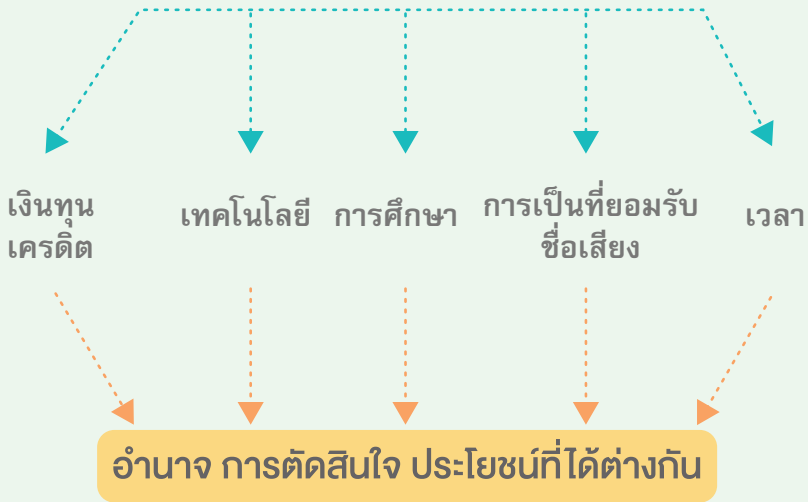 เงินทุน
เครดิต
เทคโนโลยี
การศึกษา
การเป็นที่ยอมรับ
ชื่อเสียง
เวลา
อำนาจ การตัดสินใจ ประโยชน์ที่ได้ต่างกัน